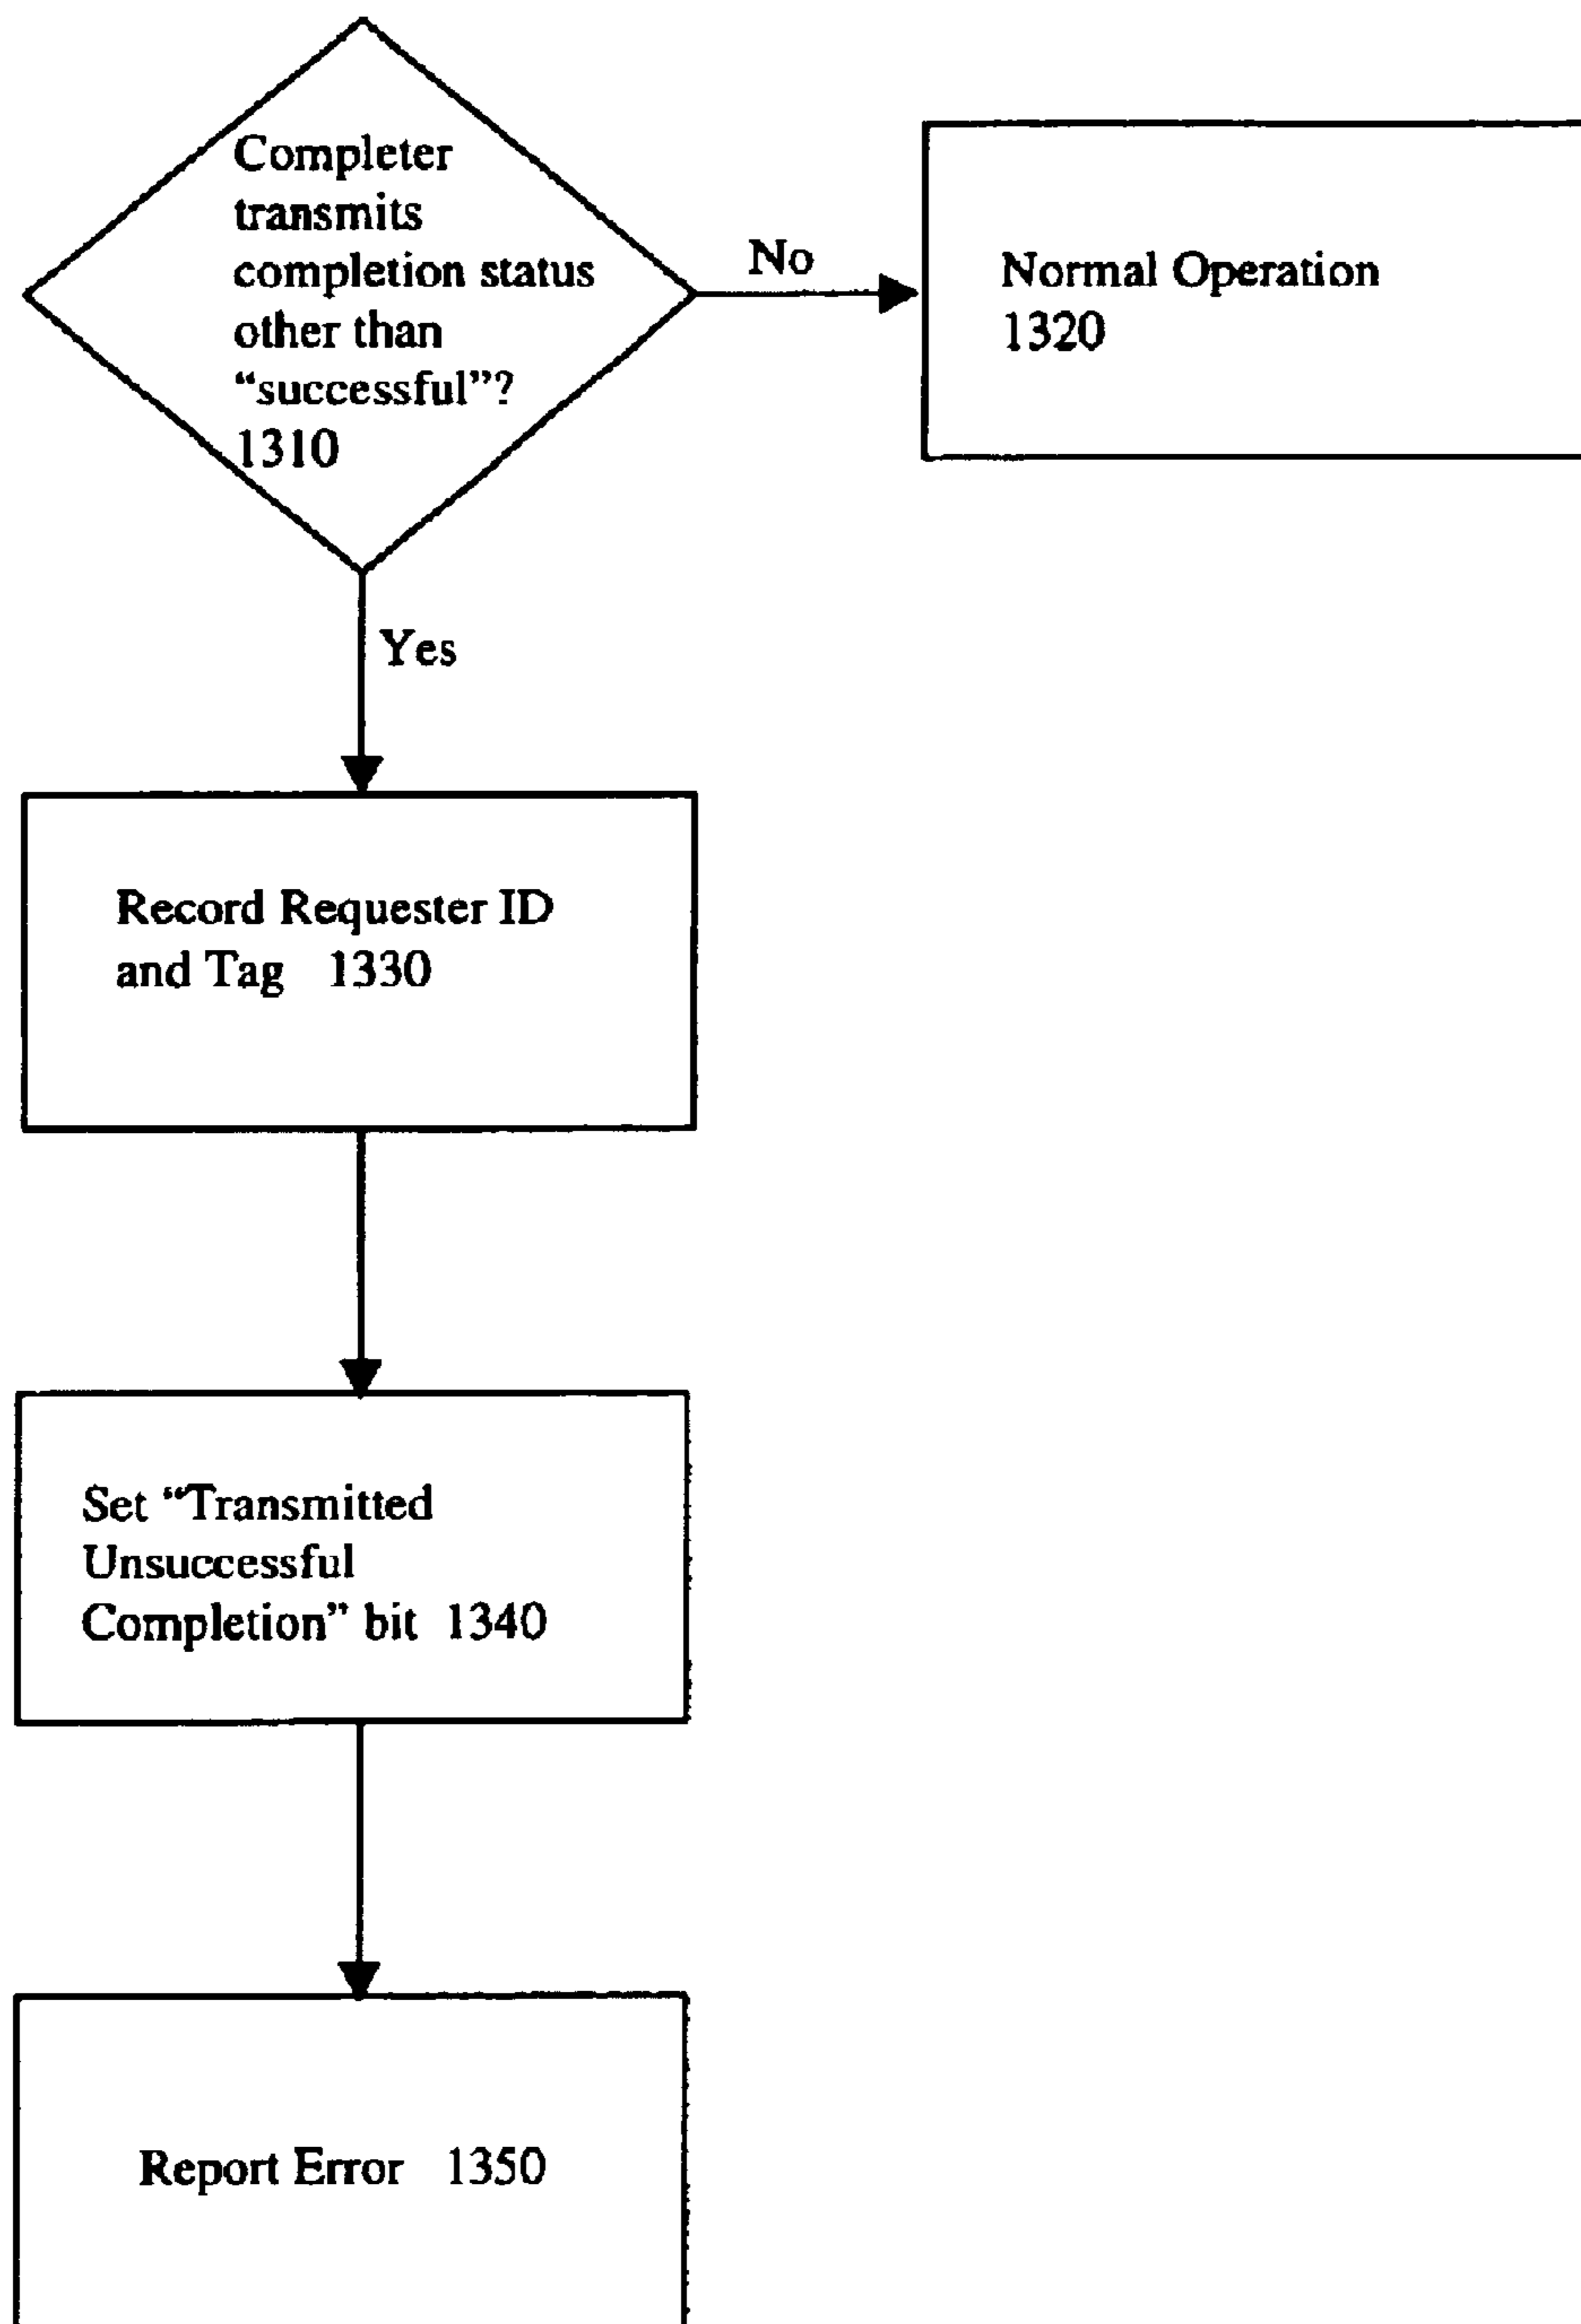 Completer
transmits
completion status
other than
“successful”?
1310
No
Normal Operation
1320
Yes
Record Requester ID
and Tag 1330
Set “Transmitted
Unsuccessful
Completion” bit 1340
Report Error 1350